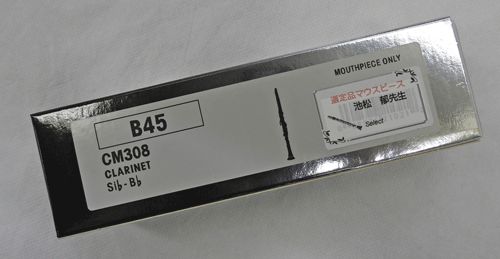 MOUTHPIECE ONLY
B45
CM308
CLARINET
Si♭-B♭
選定品マウスピース
池松 郁先生
Select